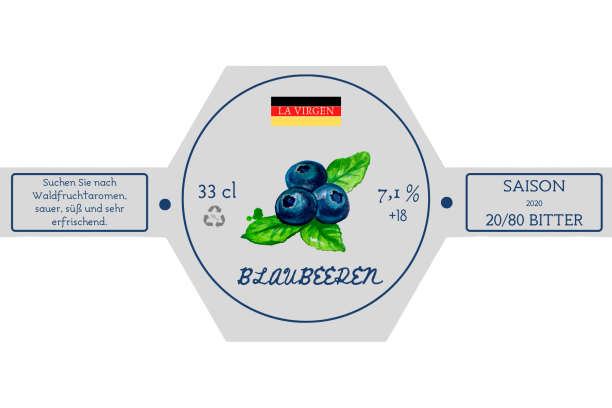 LA VIRGEN
Suchen Sie nach
Waldfruchtaromen,
sauer, süß und sehr
erfrischend.
33 cl
7,1 %
+18
BLAUBEEREN
SAISON
2020
20/80 BITTER